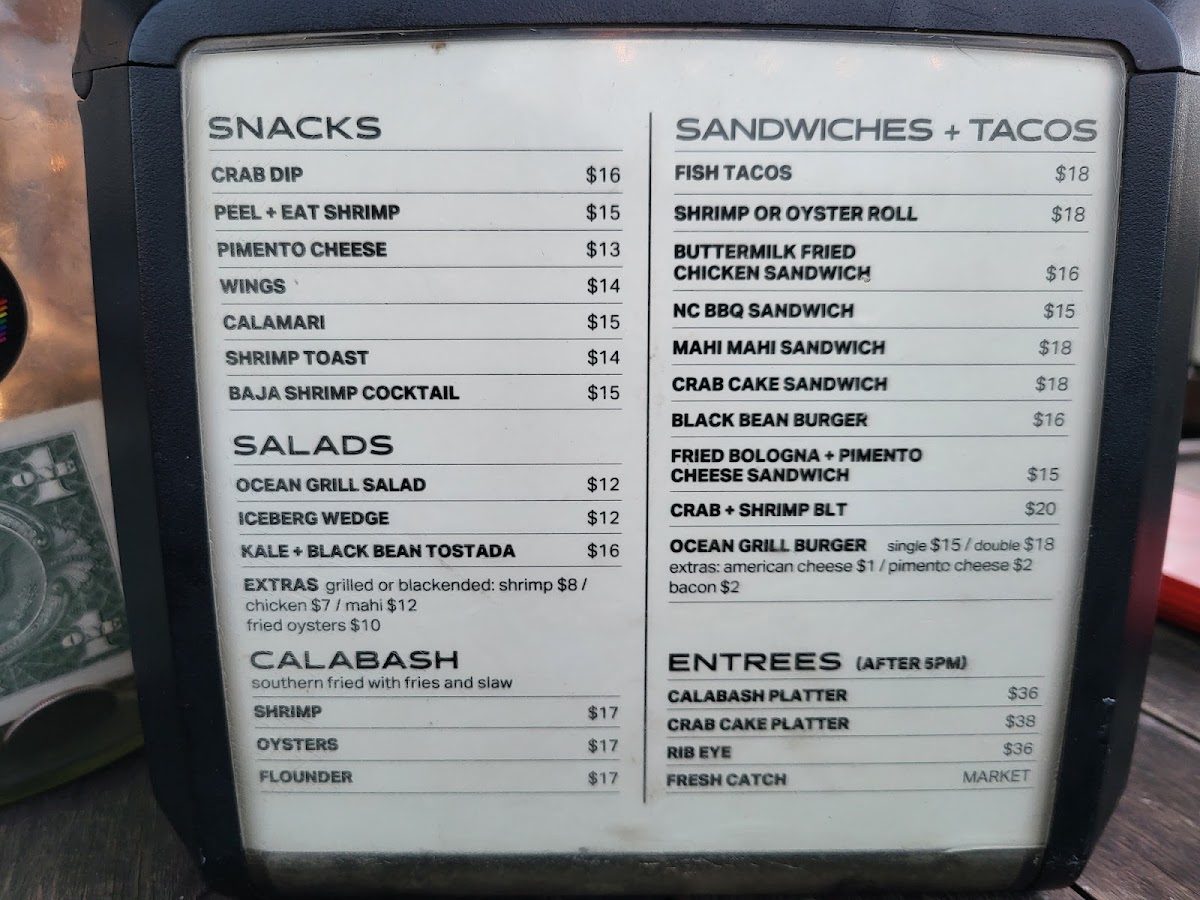 SNACKS
CRAB DIP $16
PEEL + EAT SHRIMP $15
PIMENTO CHEESE $13
WINGS $14
CALAMARI $15
SHRIMP TOAST $14
BAJA SHRIMP COCKTAIL $15
SALADS
OCEAN GRILL SALAD $12
ICEBERG WEDGE $12
KALE + BLACK BEAN TOSTADA $16
EXTRAS grilled or blackended: shrimp $8 /
chicken $7 / mahi $12
fried oysters $10
CALABASH
southern fried with fries and slaw
SHRIMP $17
OYSTERS $17
FLOUNDER $17
SANDWICHES + TACOS
FISH TACOS $18
SHRIMP OR OYSTER ROLL $18
BUTTERMILK FRIED
CHICKEN SANDWICH $16
NC BBQ SANDWICH $15
MAHI MAHI SANDWICH $18
CRAB CAKE SANDWICH $18
BLACK BEAN BURGER $16
FRIED BOLOGNA + PIMENTO
CHEESE SANDWICH $15
CRAB + SHRIMP BLT $20
OCEAN GRILL BURGER single $15 / double $18
extras: american cheese $1 / pimento cheese $2
bacon $2
ENTREES (AFTER 5PM)
CALABASH PLATTER $36
CRAB CAKE PLATTER $38
RIB EYE $36
FRESH CATCH MARKET
ONE
ONE